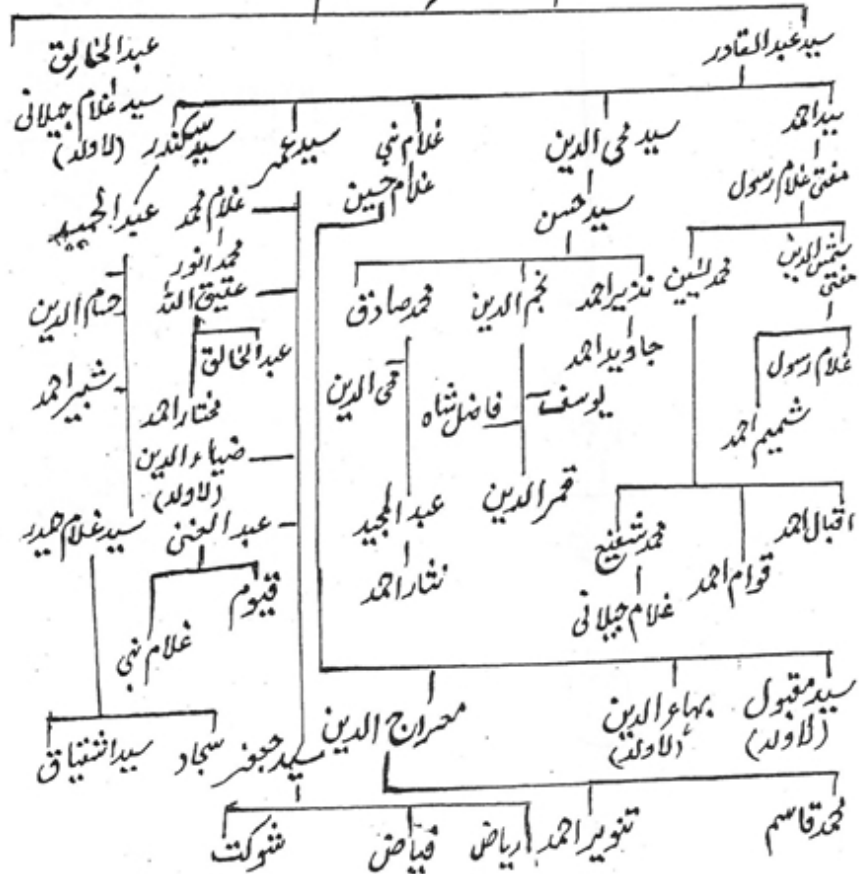 سید عبدالقادر عبدالخالق
سید احمد سید محی الدین غلام نبی سید عمر سید سکندر (لاولد) سید غلام جیلانی
مفتی غلام رسول سید حسن غلام حسین غلام محمد عبدالحمید
مفتی شمس الدین محمد یٰسین نذیر احمد نجم الدین محمد صادق محمد انور عتیق اللہ حسام الدین
غلام رسول شمیم احمد جاوید احمد یوسف فاضل شاہ محی الدین عبدالخالق مختار احمد شبیر احمد
قمر الدین عبدالمجید ضیاء الدین (لاولد)
اقبال احمد قوام احمد محمد شفیع نثار احمد عبدالغنی سید غلام حیدر
غلام جیلانی قیوم غلام نبی
سید مقبول (لاولد) بہاء الدین (لاولد) معراج الدین سید جعفر سجاد سید اشتیاق
محمد قاسم تنویر احمد ریاض فیاض شوکت